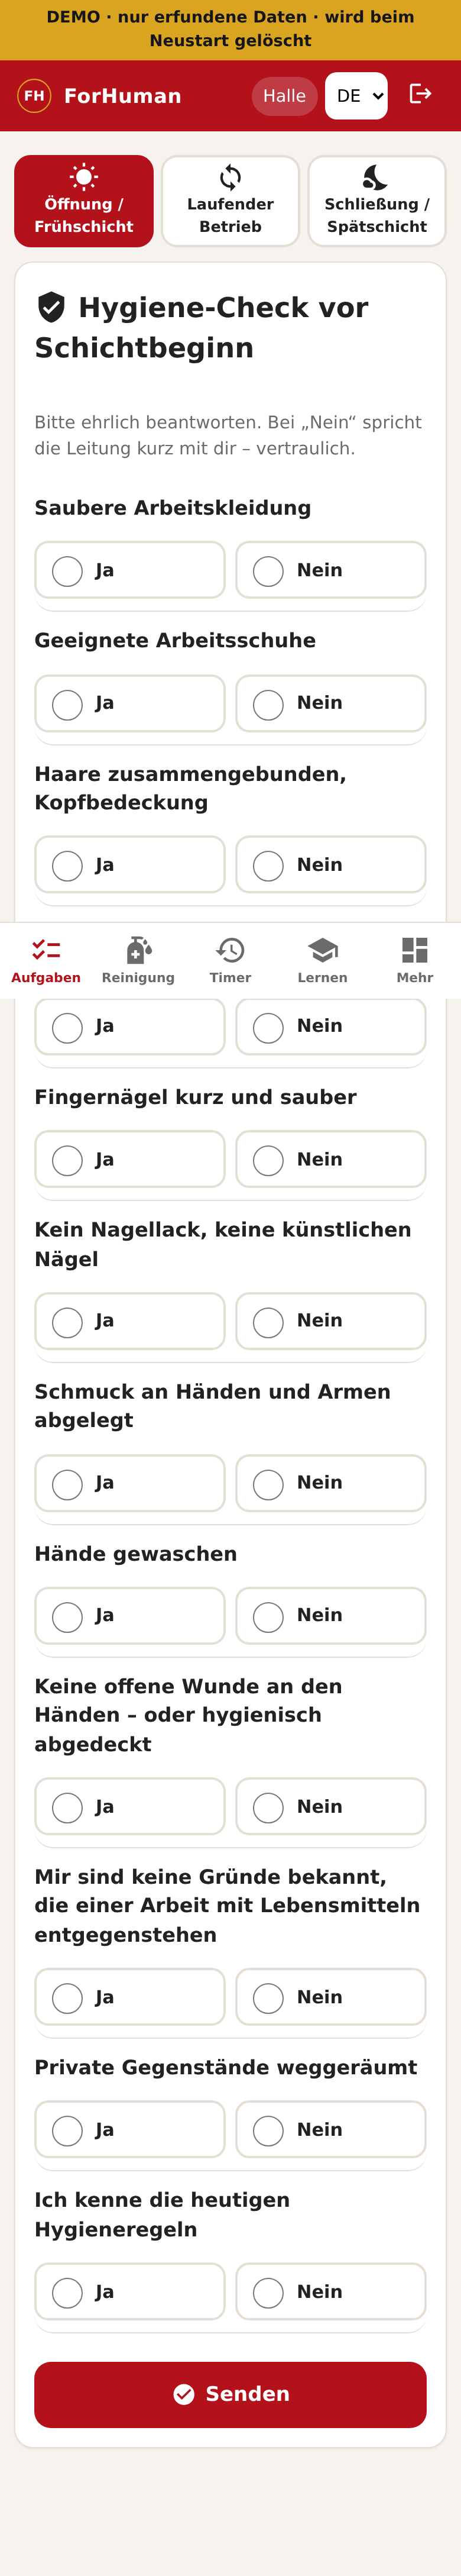 DEMO · nur erfundene Daten · wird beim
Neustart gelöscht
FH ForHuman Halle DE
Öffnung /
Frühschicht
Laufender
Betrieb
Schließung /
Spätschicht
Hygiene-Check vor
Schichtbeginn
Bitte ehrlich beantworten. Bei „Nein“ spricht
die Leitung kurz mit dir – vertraulich.
Saubere Arbeitskleidung
Ja Nein
Geeignete Arbeitsschuhe
Ja Nein
Haare zusammengebunden,
Kopfbedeckung
Ja Nein
Aufgaben Reinigung Timer Lernen Mehr
Ja Nein
Fingernägel kurz und sauber
Ja Nein
Kein Nagellack, keine künstlichen
Nägel
Ja Nein
Schmuck an Händen und Armen
abgelegt
Ja Nein
Hände gewaschen
Ja Nein
Keine offene Wunde an den
Händen – oder hygienisch
abgedeckt
Ja Nein
Mir sind keine Gründe bekannt,
die einer Arbeit mit Lebensmitteln
entgegenstehen
Ja Nein
Private Gegenstände weggeräumt
Ja Nein
Ich kenne die heutigen
Hygieneregeln
Ja Nein
Senden